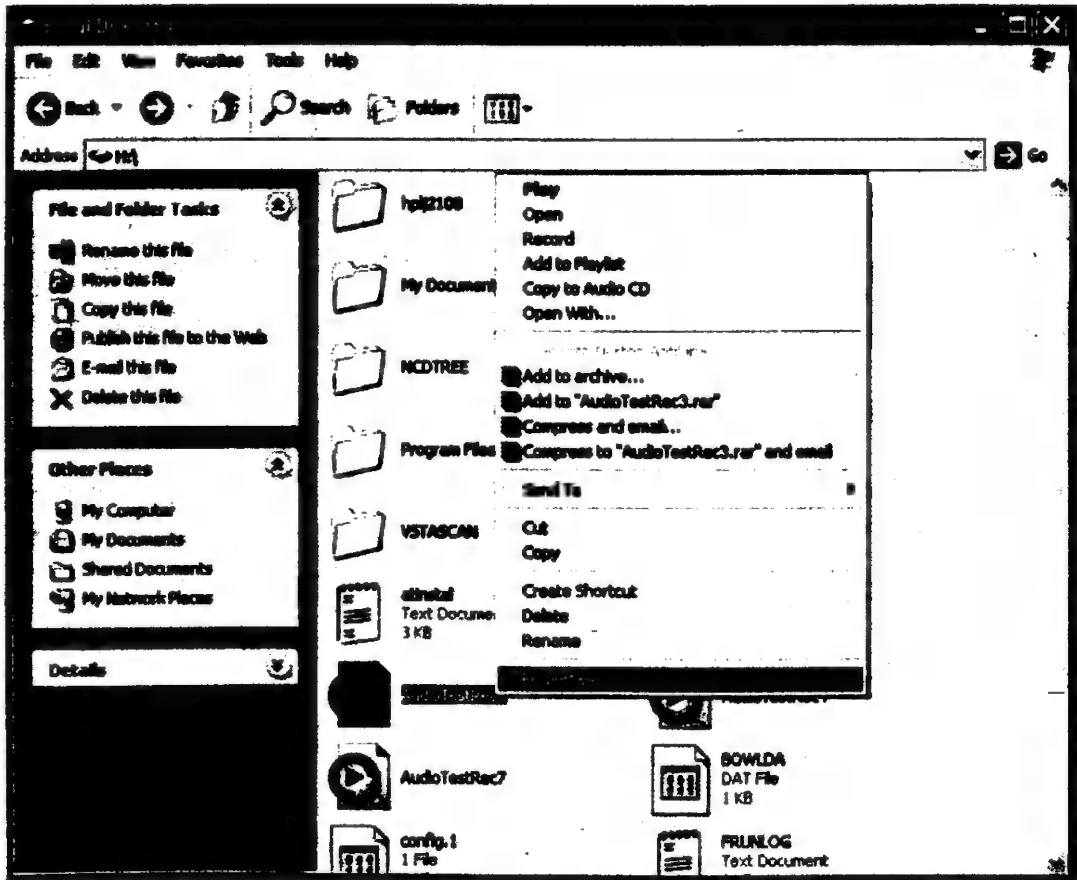 File Edit View Favorites Tools Help
Back Search Folders
Address H:\ Go
File and Folder Tasks
Rename this file
Move this file
Copy this file
Publish this file to the Web
E-mail this file
Delete this file
Other Places
My Computer
My Documents
Shared Documents
My Network Places
Details
hplj2108
My Document
NCDTREE
Program Files
VSTASCAN
Text Docume
3 KB
AudioTestRec7
config.1
1 File
Play
Open
Record
Add to Playlist
Copy to Audio CD
Open With...
Add to archive...
Add to "AudioTestRec3.rar"
Compress and email...
Compress to "AudioTestRec3.rar" and email
Send To
Cut
Copy
Create Shortcut
Delete
Rename
BOWLDA
DAT File
1 KB
FRUNLOG
Text Document